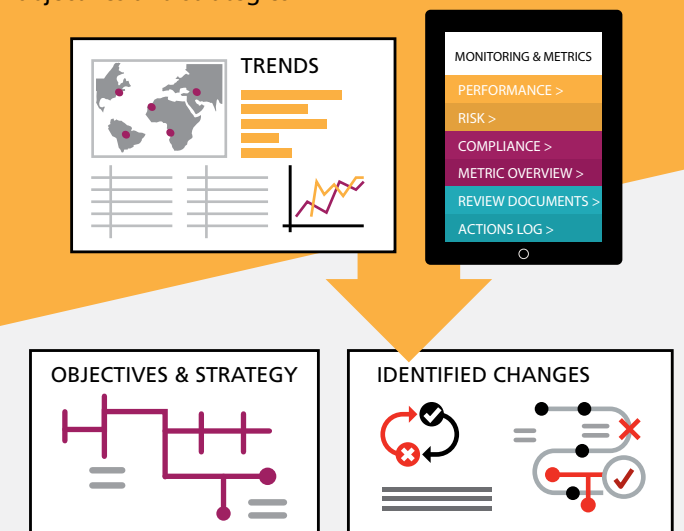 TRENDS
MONITORING & METRICS
PERFORMANCE >
RISK >
COMPLIANCE >
METRIC OVERVIEW >
REVIEW DOCUMENTS >
ACTIONS LOG >
OBJECTIVES & STRATEGY
IDENTIFIED CHANGES